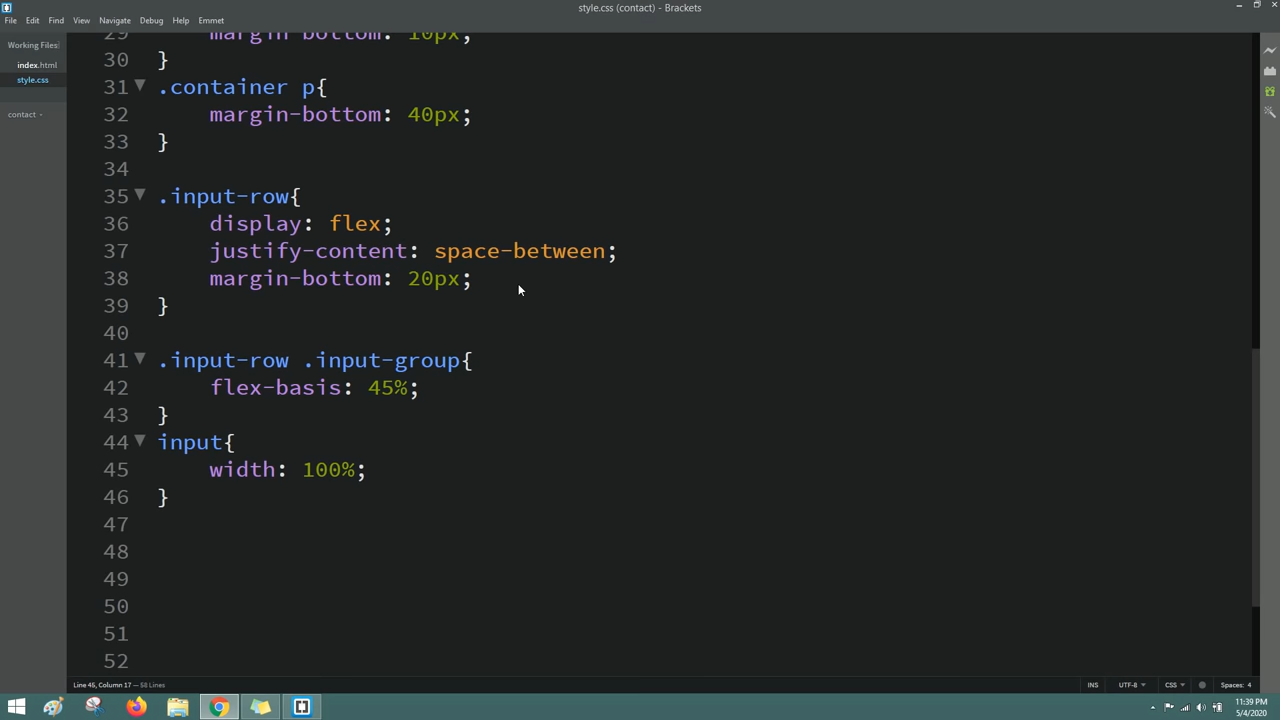 style.css (contact) - Brackets
File Edit Find View Navigate Debug Help Emmet
Working Files
index.html
style.css
contact -
29 margin-bottom: 10px;
30 }
31 .container p{
32 margin-bottom: 40px;
33 }
34
35 .input-row{
36 display: flex;
37 justify-content: space-between;
38 margin-bottom: 20px;
39 }
40
41 .input-row .input-group{
42 flex-basis: 45%;
43 }
44 input{
45 width: 100%;
46 }
47
48
49
50
51
52
Line 45, Column 17 — 58 Lines
INS UTF-8 CSS Spaces: 4
11:39 PM
5/4/2020